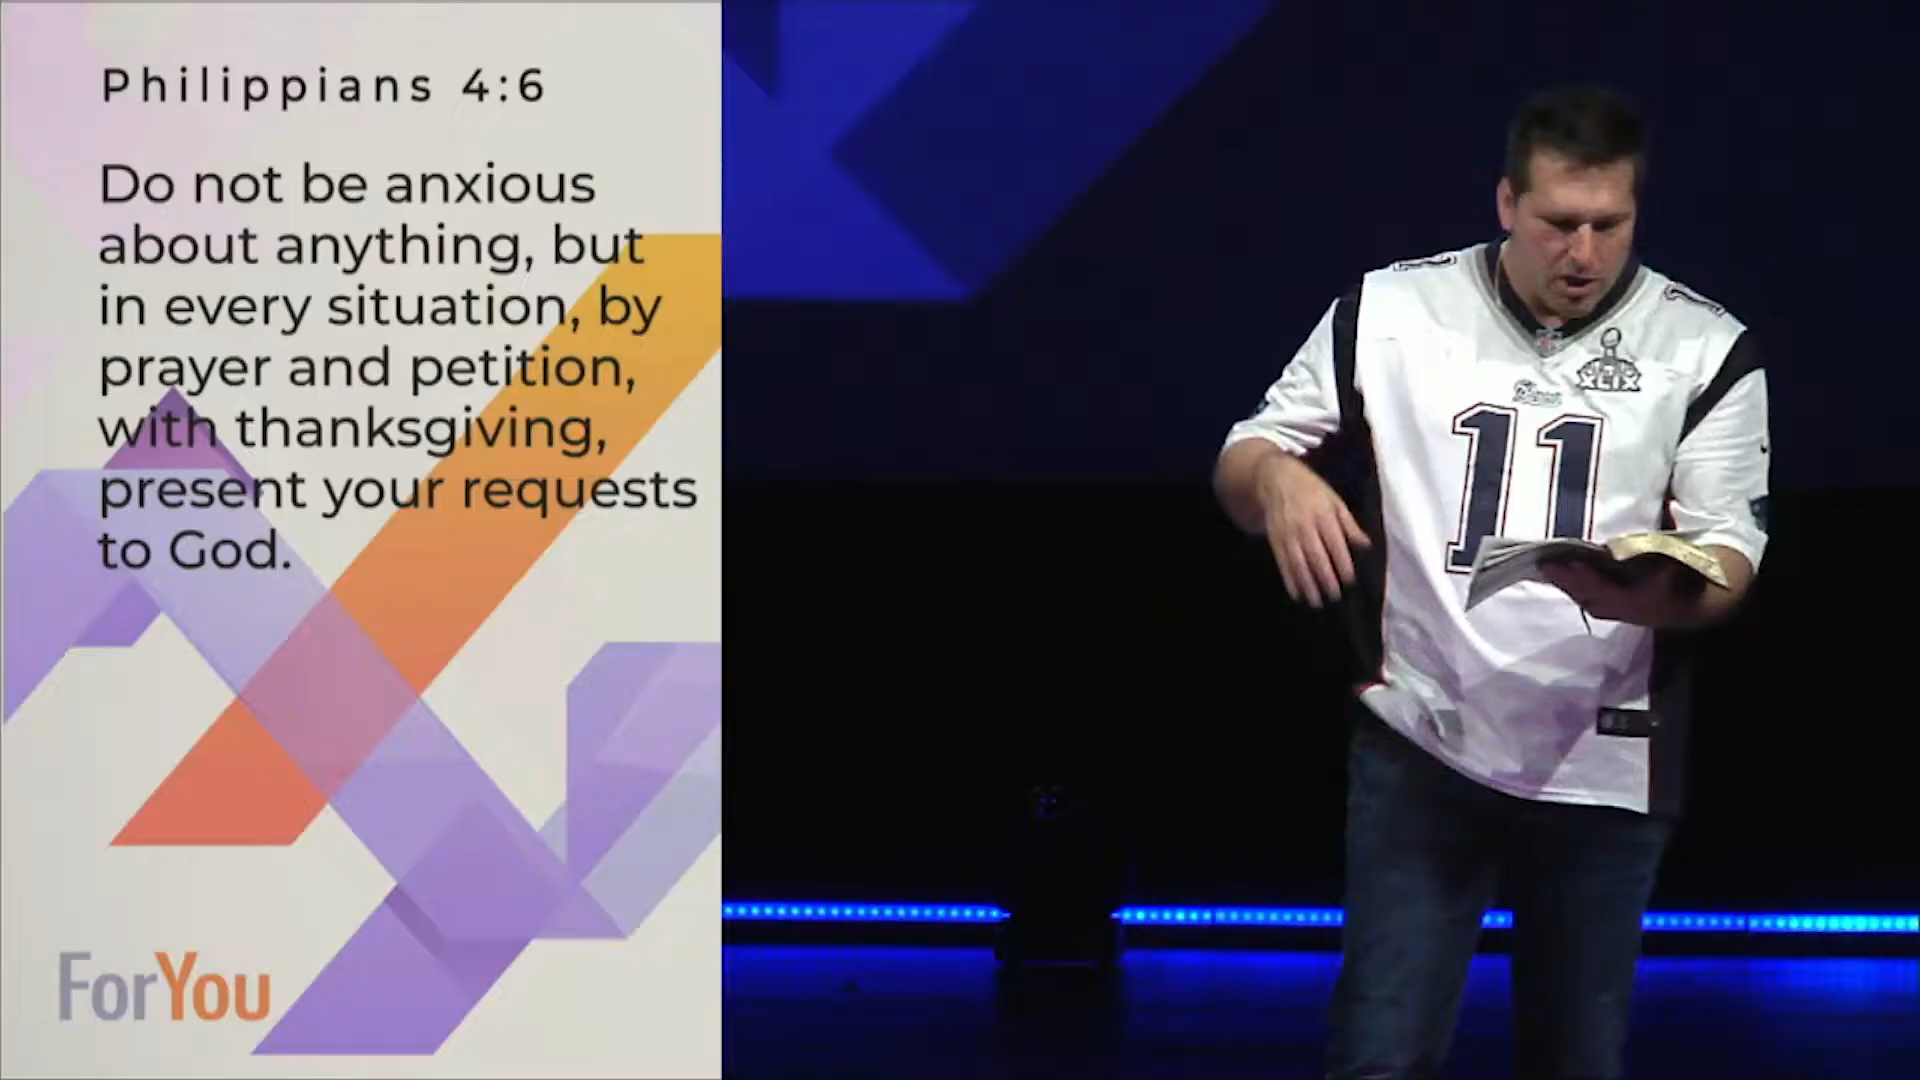 Philippians 4:6
Do not be anxious
about anything, but
in every situation, by
prayer and petition,
with thanksgiving,
present your requests
to God.
ForYou
XLIX
Patriots
11